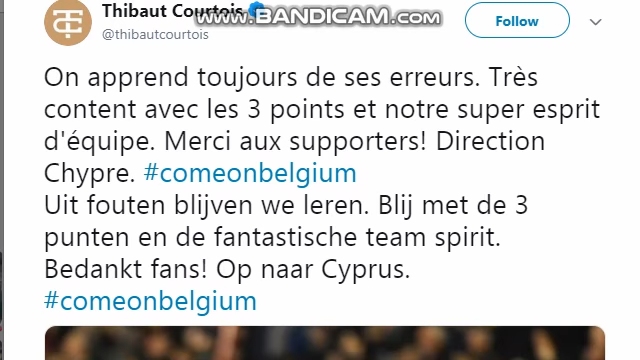 Thibaut Courtois
www.BANDICAM.com
Follow
@thibautcourtois
On apprend toujours de ses erreurs. Très
content avec les 3 points et notre super esprit
d'équipe. Merci aux supporters! Direction
Chypre. #comeonbelgium
Uit fouten blijven we leren. Blij met de 3
punten en de fantastische team spirit.
Bedankt fans! Op naar Cyprus.
#comeonbelgium